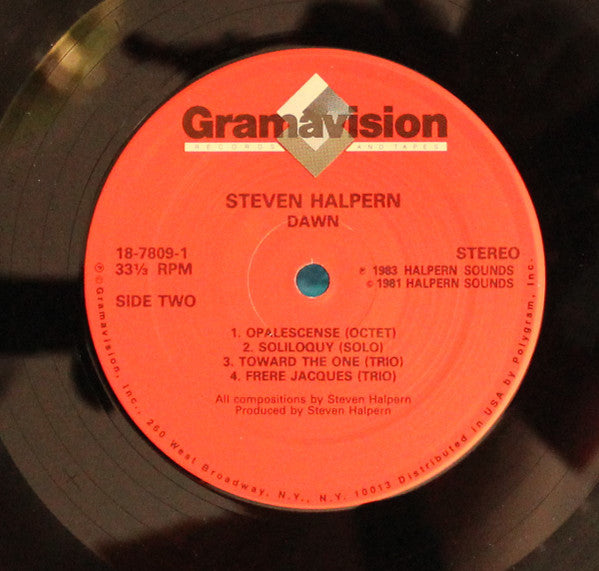 Gramavision
RECORDS AND TAPES
STEVEN HALPERN
DAWN
18-7809-1
33⅓ RPM
SIDE TWO
STEREO
℗ 1983 HALPERN SOUNDS
© 1981 HALPERN SOUNDS
1. OPALESCENSE (OCTET)
2. SOLILOQUY (SOLO)
3. TOWARD THE ONE (TRIO)
4. FRERE JACQUES (TRIO)
All compositions by Steven Halpern
Produced by Steven Halpern
℗ © Gramavision, Inc., 260 West Broadway, N.Y., N.Y. 10013 Distributed in USA by Polygram, Inc.